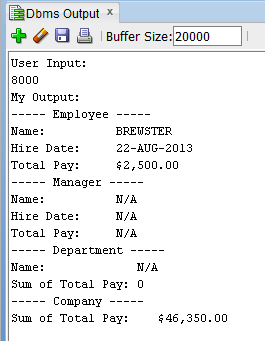 Dbms Output x
Buffer Size: 20000
User Input:
8000
My Output:
----- Employee -----
Name:          BREWSTER
Hire Date:     22-AUG-2013
Total Pay:     $2,500.00
----- Manager -----
Name:          N/A
Hire Date:     N/A
Total Pay:     N/A
----- Department -----
Name:             N/A
Sum of Total Pay: 0
----- Company -----
Sum of Total Pay:    $46,350.00